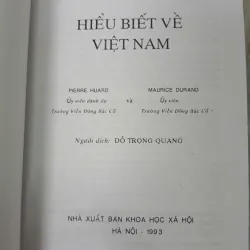 HIỂU BIẾT VỀ
VIỆT NAM
PIERRE HUARD
Ủy viên danh dự
Trường Viễn Đông Bác Cổ
và
MAURICE DURAND
Ủy viên
Trường Viễn Đông Bác Cổ
Người dịch: ĐỖ TRỌNG QUANG
NHÀ XUẤT BẢN KHOA HỌC XÃ HỘI
HÀ NỘI - 1993